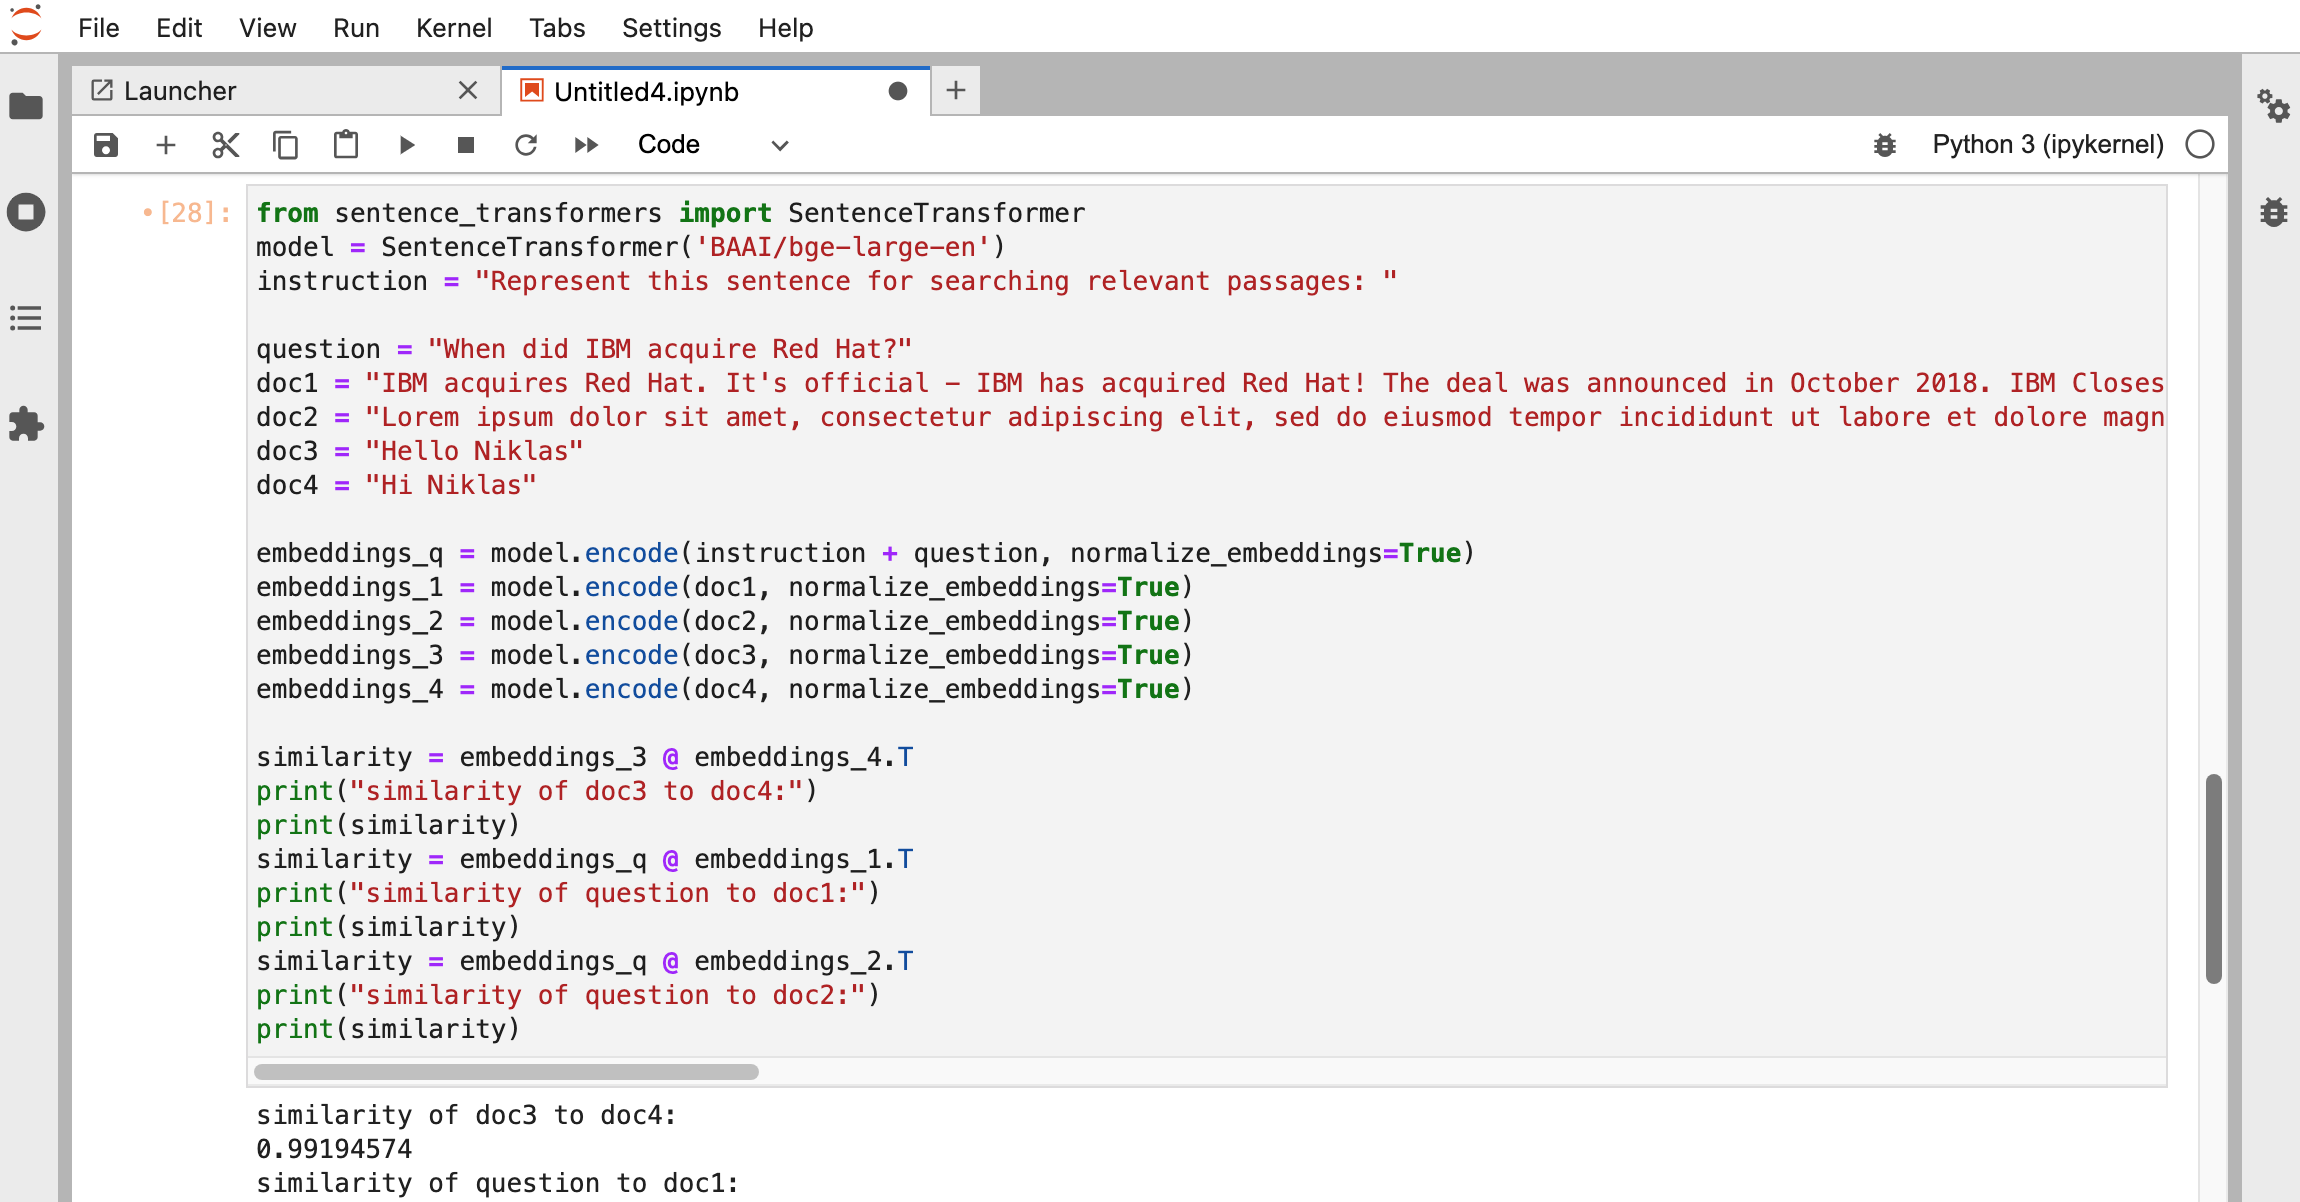 File Edit View Run Kernel Tabs Settings Help
Launcher Untitled4.ipynb
Code Python 3 (ipykernel)
[28]: from sentence_transformers import SentenceTransformer
model = SentenceTransformer('BAAI/bge-large-en')
instruction = "Represent this sentence for searching relevant passages: "
question = "When did IBM acquire Red Hat?"
doc1 = "IBM acquires Red Hat. It's official - IBM has acquired Red Hat! The deal was announced in October 2018. IBM Closes
doc2 = "Lorem ipsum dolor sit amet, consectetur adipiscing elit, sed do eiusmod tempor incididunt ut labore et dolore magn
doc3 = "Hello Niklas"
doc4 = "Hi Niklas"
embeddings_q = model.encode(instruction + question, normalize_embeddings=True)
embeddings_1 = model.encode(doc1, normalize_embeddings=True)
embeddings_2 = model.encode(doc2, normalize_embeddings=True)
embeddings_3 = model.encode(doc3, normalize_embeddings=True)
embeddings_4 = model.encode(doc4, normalize_embeddings=True)
similarity = embeddings_3 @ embeddings_4.T
print("similarity of doc3 to doc4:")
print(similarity)
similarity = embeddings_q @ embeddings_1.T
print("similarity of question to doc1:")
print(similarity)
similarity = embeddings_q @ embeddings_2.T
print("similarity of question to doc2:")
print(similarity)
similarity of doc3 to doc4:
0.99194574
similarity of question to doc1: